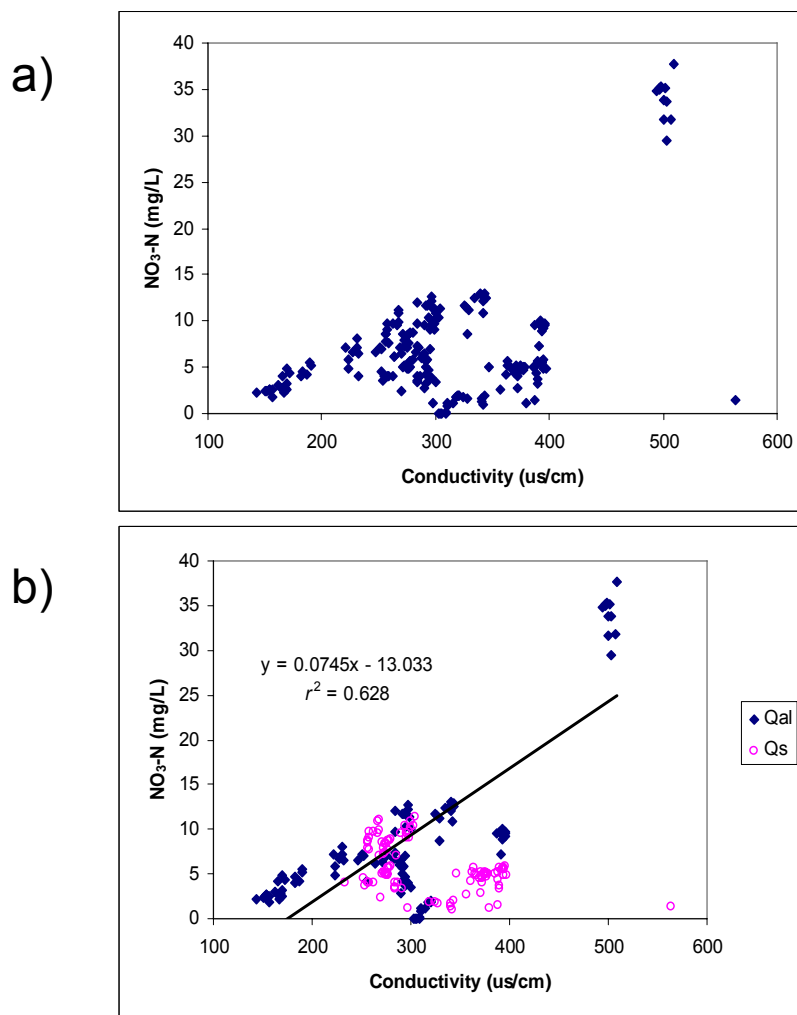 a)
40
35
30
25
20
15
10
5
0
NO₃-N (mg/L)
100 200 300 400 500 600
Conductivity (us/cm)
b)
40
35
30
25
20
15
10
5
0
NO₃-N (mg/L)
y = 0.0745x - 13.033
r² = 0.628
Qal
Qs
100 200 300 400 500 600
Conductivity (us/cm)